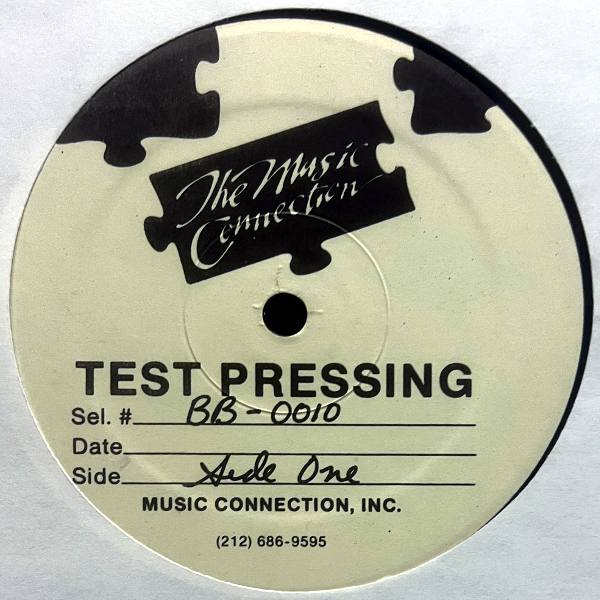 The Music
Connection
TEST PRESSING
Sel. # BB-0010
Date
Side Side One
MUSIC CONNECTION, INC.
(212) 686-9595